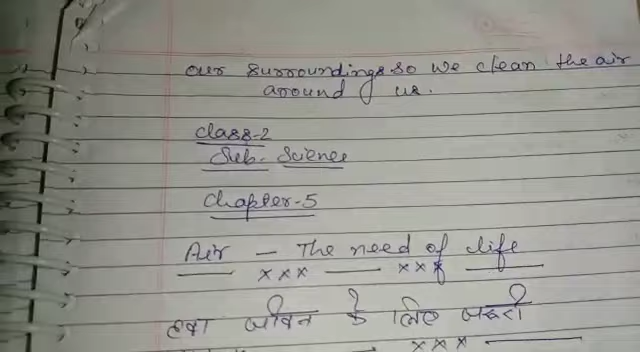 our surroundings so we clean the air
around us.
Class-2
Sub- Science
Chapter-5
Air — The need of life
××× —— ×××
हवा जीवन के लिए जरूरी
×××